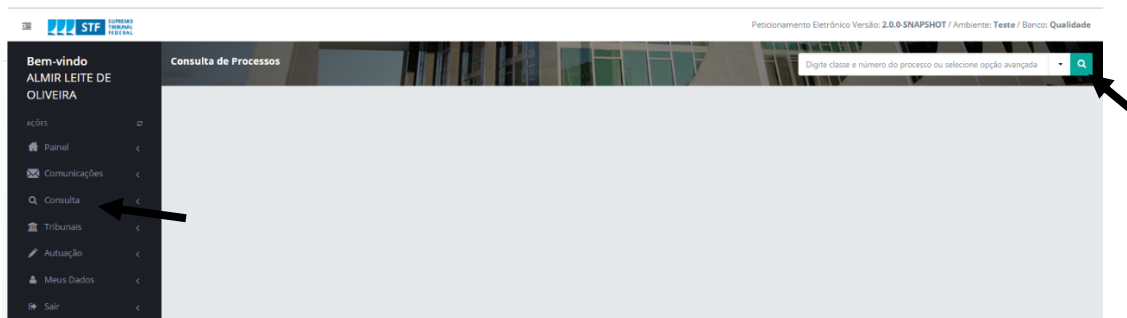 STF SUPREMO
TRIBUNAL
FEDERAL
Peticionamento Eletrônico Versão: 2.0.0-SNAPSHOT / Ambiente: Teste / Banco: Qualidade
Bem-vindo
ALMIR LEITE DE
OLIVEIRA
Consulta de Processos
Digite classe e número do processo ou selecione opção avançada
AÇÕES
Painel
Comunicações
Consulta
Tribunais
Autuação
Meus Dados
Sair